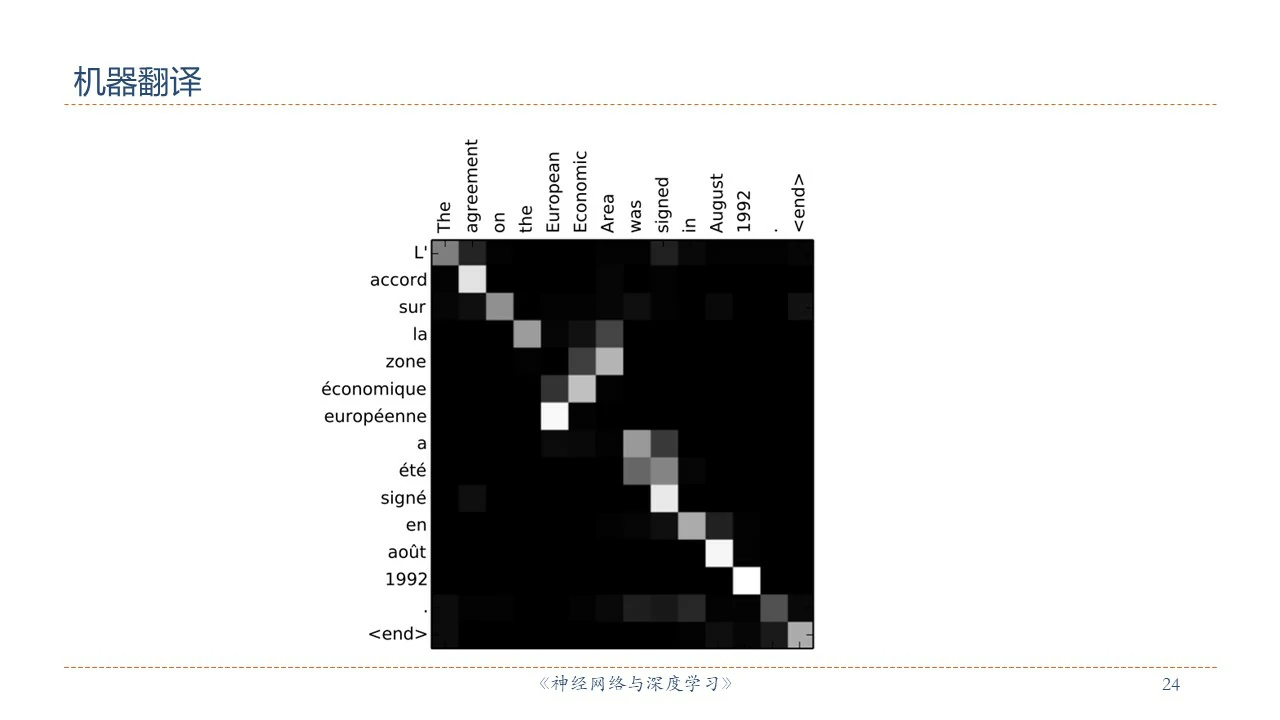 机器翻译
The agreement on the European Economic Area was signed in August 1992 . <end>
L'
accord
sur
la
zone
économique
européenne
a
été
signé
en
août
1992
.
<end>
《神经网络与深度学习》
24